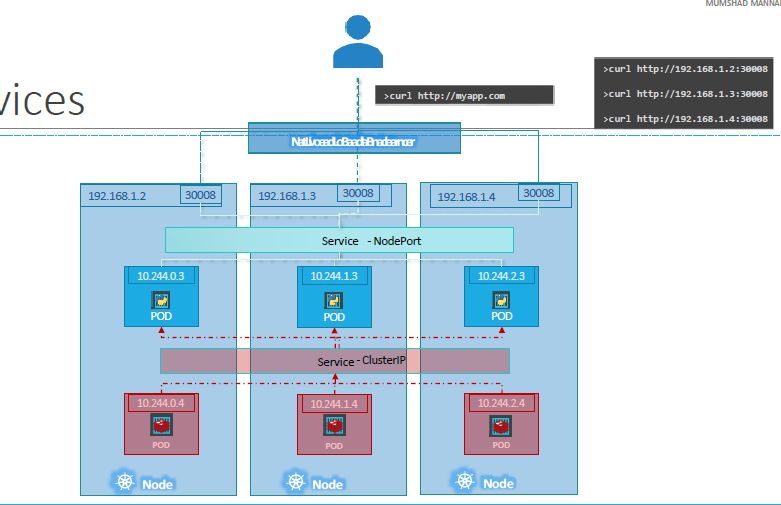 MUMSHAD MANNA
vices
>curl http://myapp.com
>curl http://192.168.1.2:30008
>curl http://192.168.1.3:30008
>curl http://192.168.1.4:30008
192.168.1.2
30008
192.168.1.3
30008
192.168.1.4
30008
Service - NodePort
10.244.0.3
POD
10.244.1.3
POD
10.244.2.3
POD
Service - ClusterIP
10.244.0.4
POD
10.244.1.4
POD
10.244.2.4
POD
Node
Node
Node